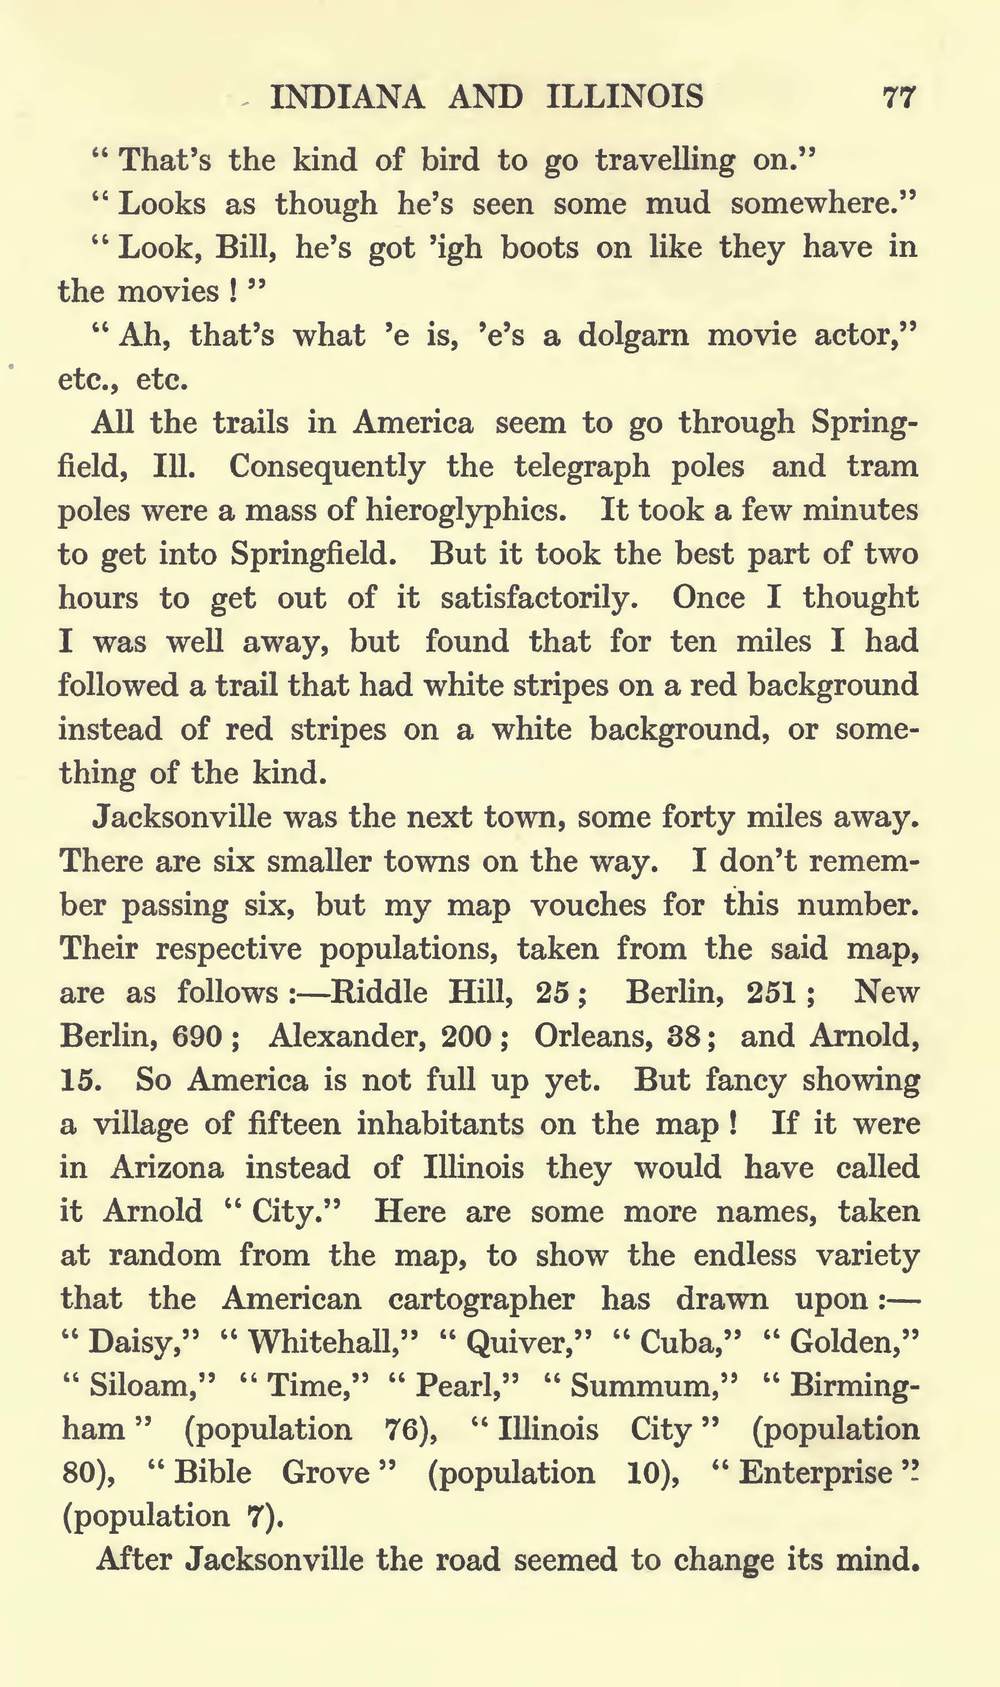 INDIANA AND ILLINOIS 77
“ That’s the kind of bird to go travelling on.”
“ Looks as though he’s seen some mud somewhere.”
“ Look, Bill, he’s got ’igh boots on like they have in
the movies ! ”
“ Ah, that’s what ’e is, ’e’s a dolgarn movie actor,”
etc., etc.
All the trails in America seem to go through Spring-
field, Ill. Consequently the telegraph poles and tram
poles were a mass of hieroglyphics. It took a few minutes
to get into Springfield. But it took the best part of two
hours to get out of it satisfactorily. Once I thought
I was well away, but found that for ten miles I had
followed a trail that had white stripes on a red background
instead of red stripes on a white background, or some-
thing of the kind.
Jacksonville was the next town, some forty miles away.
There are six smaller towns on the way. I don’t remem-
ber passing six, but my map vouches for this number.
Their respective populations, taken from the said map,
are as follows :—Riddle Hill, 25 ; Berlin, 251 ; New
Berlin, 690 ; Alexander, 200 ; Orleans, 38 ; and Arnold,
15. So America is not full up yet. But fancy showing
a village of fifteen inhabitants on the map ! If it were
in Arizona instead of Illinois they would have called
it Arnold “ City.” Here are some more names, taken
at random from the map, to show the endless variety
that the American cartographer has drawn upon :—
“ Daisy,” “ Whitehall,” “ Quiver,” “ Cuba,” “ Golden,”
“ Siloam,” “ Time,” “ Pearl,” “ Summum,” “ Birming-
ham ” (population 76), “ Illinois City ” (population
80), “ Bible Grove ” (population 10), “ Enterprise ”
(population 7).
After Jacksonville the road seemed to change its mind.